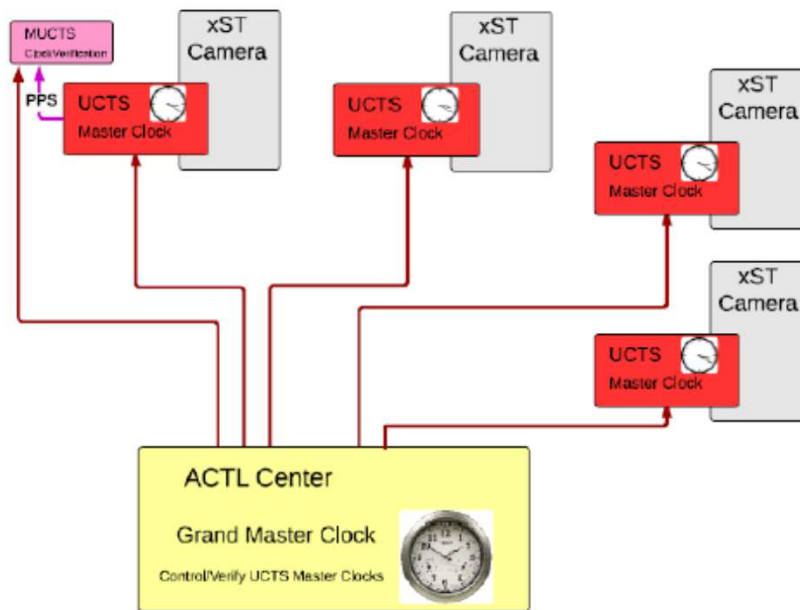 MUCTS
ClockVerification
PPS
UCTS
Master Clock
xST
Camera
UCTS
Master Clock
xST
Camera
UCTS
Master Clock
xST
Camera
UCTS
Master Clock
xST
Camera
ACTL Center
Grand Master Clock
Control/Verify UCTS Master Clocks